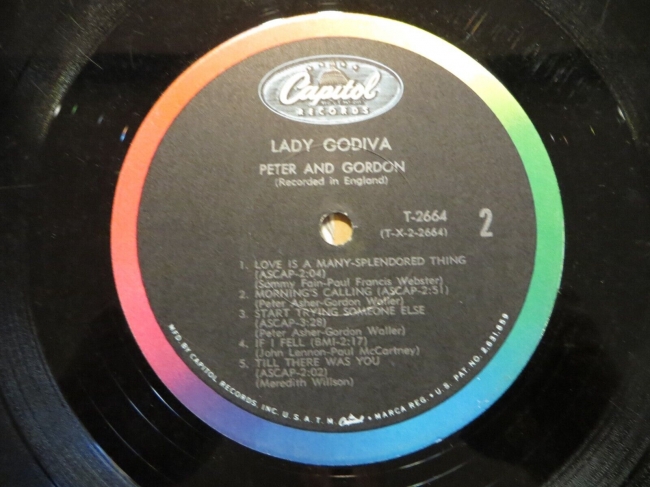 Capitol
RECORDS
LADY GODIVA
PETER AND GORDON
(Recorded in England)
T-2664
(T-X-2-2664)
2
1. LOVE IS A MANY-SPLENDORED THING
(ASCAP-2:04)
(Sammy Fain-Paul Francis Webster)
2. MORNING'S CALLING (ASCAP-2:51)
(Peter Asher-Gordon Waller)
3. START TRYING SOMEONE ELSE
(ASCAP-3:28)
(Peter Asher-Gordon Waller)
4. IF I FELL (BMI-2:17)
(John Lennon-Paul McCartney)
5. TILL THERE WAS YOU
(ASCAP-2:02)
(Meredith Willson)
MFD. BY CAPITOL RECORDS, INC. U. S. A. T. M. Capitol • MARCA REG. • U.S. PAT. NO. 2,631,859